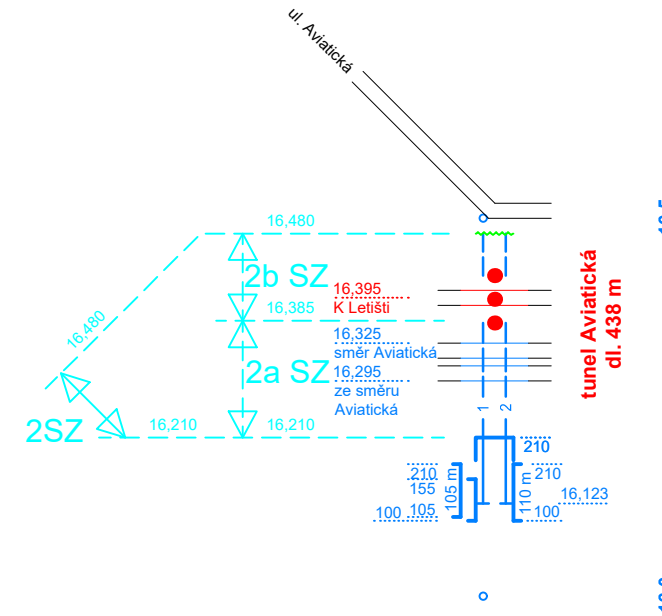 ul. Aviatická
16,480
2b SZ
16,395
K Letišti
16,385
16,480
16,325
směr Aviatická
2a SZ
16,295
ze směru
Aviatická
tunel Aviatická
dl. 438 m
1
2
2SZ
16,210
16,210
210
210
155
105 m
110 m
210
16,123
100
105
100